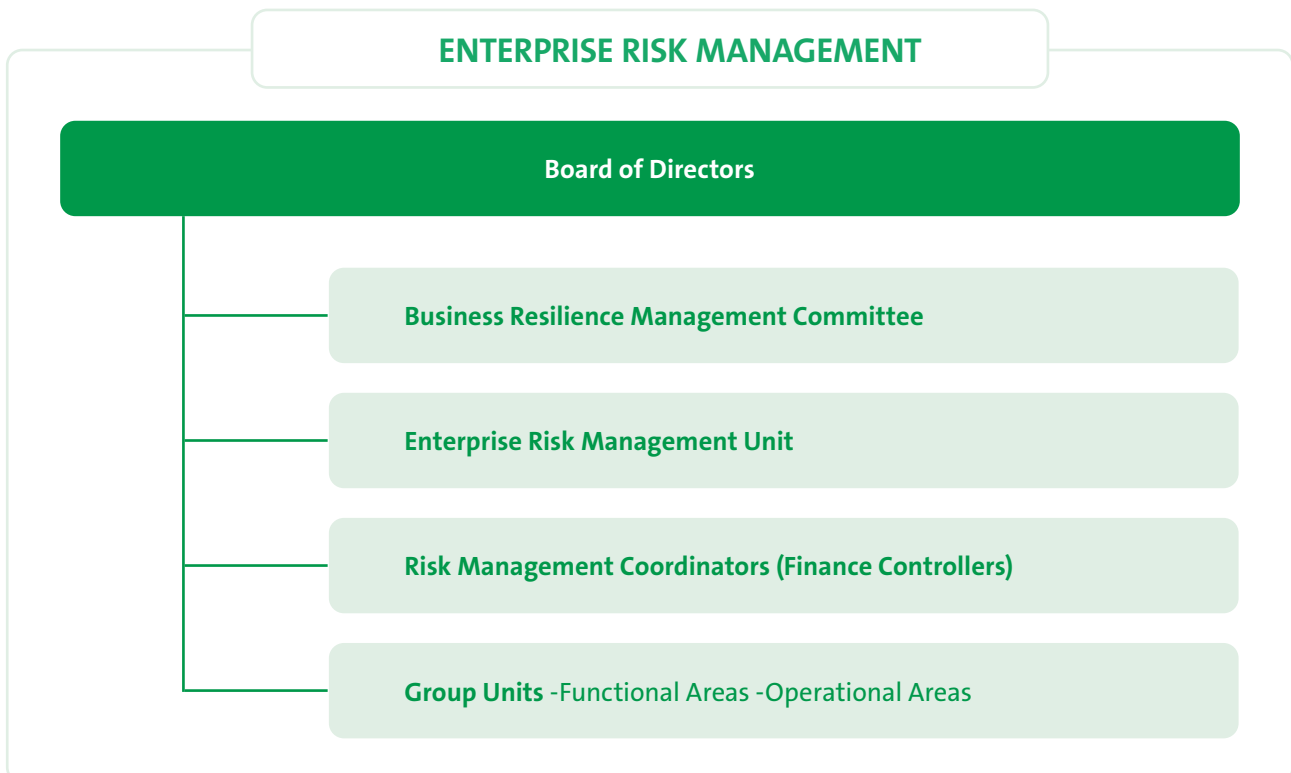 ENTERPRISE RISK MANAGEMENT
Board of Directors
Business Resilience Management Committee
Enterprise Risk Management Unit
Risk Management Coordinators (Finance Controllers)
Group Units -Functional Areas -Operational Areas